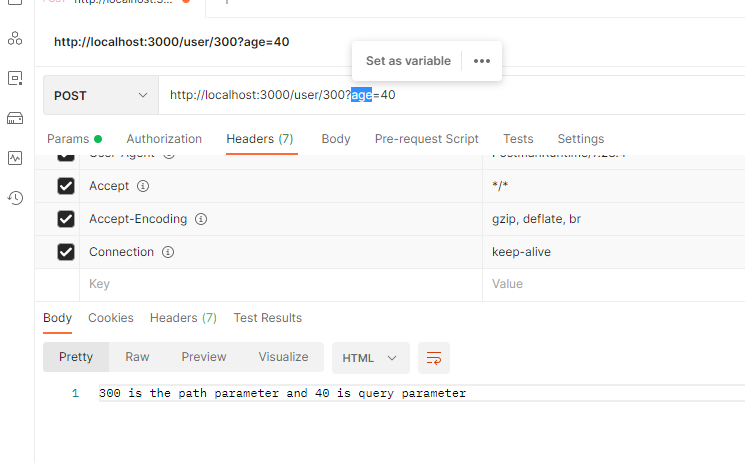 http://localhost:3000/user/300?age=40
Set as variable
POST
http://localhost:3000/user/300?age=40
Params Authorization Headers (7) Body Pre-request Script Tests Settings
Accept */*
Accept-Encoding gzip, deflate, br
Connection keep-alive
Key Value
Body Cookies Headers (7) Test Results
Pretty Raw Preview Visualize HTML
1 300 is the path parameter and 40 is query parameter